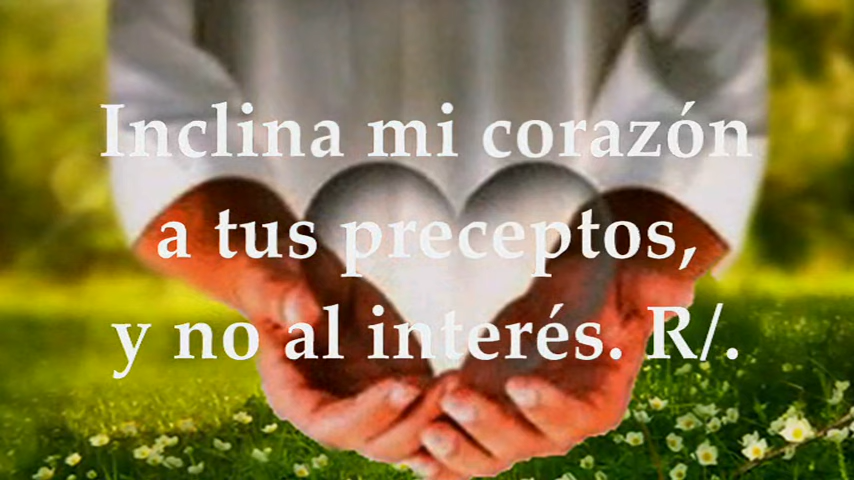 Inclina mi corazón
a tus preceptos,
y no al interés. R/.